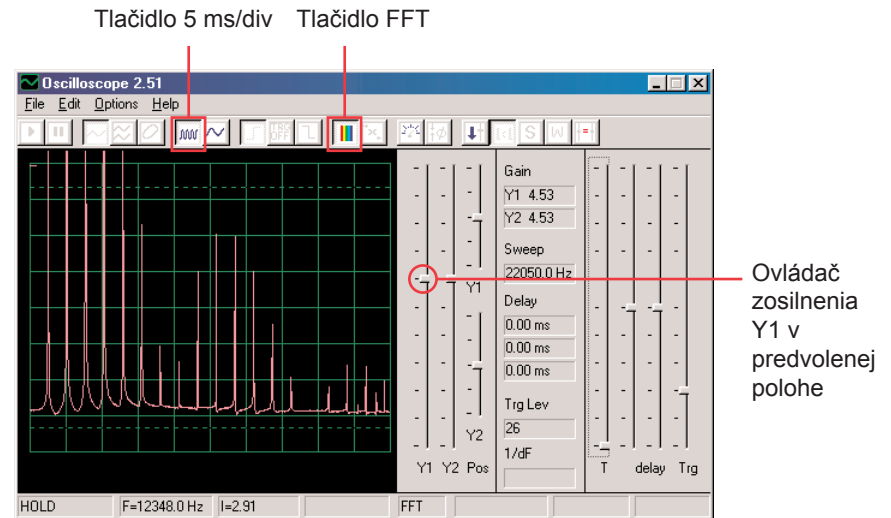 Tlačidlo 5 ms/div Tlačidlo FFT
Oscilloscope 2.51
File Edit Options Help
TRG OFF
S W
Gain
Y1 4.53
Y2 4.53
Sweep
22050.0 Hz
Y1
Delay
0.00 ms
0.00 ms
0.00 ms
Trg Lev
26
Y2
1/dF
Y1 Y2 Pos
T delay Trg
Ovládač
zosilnenia
Y1 v
predvolenej
polohe
HOLD F=12348.0 Hz I=2.91 FFT